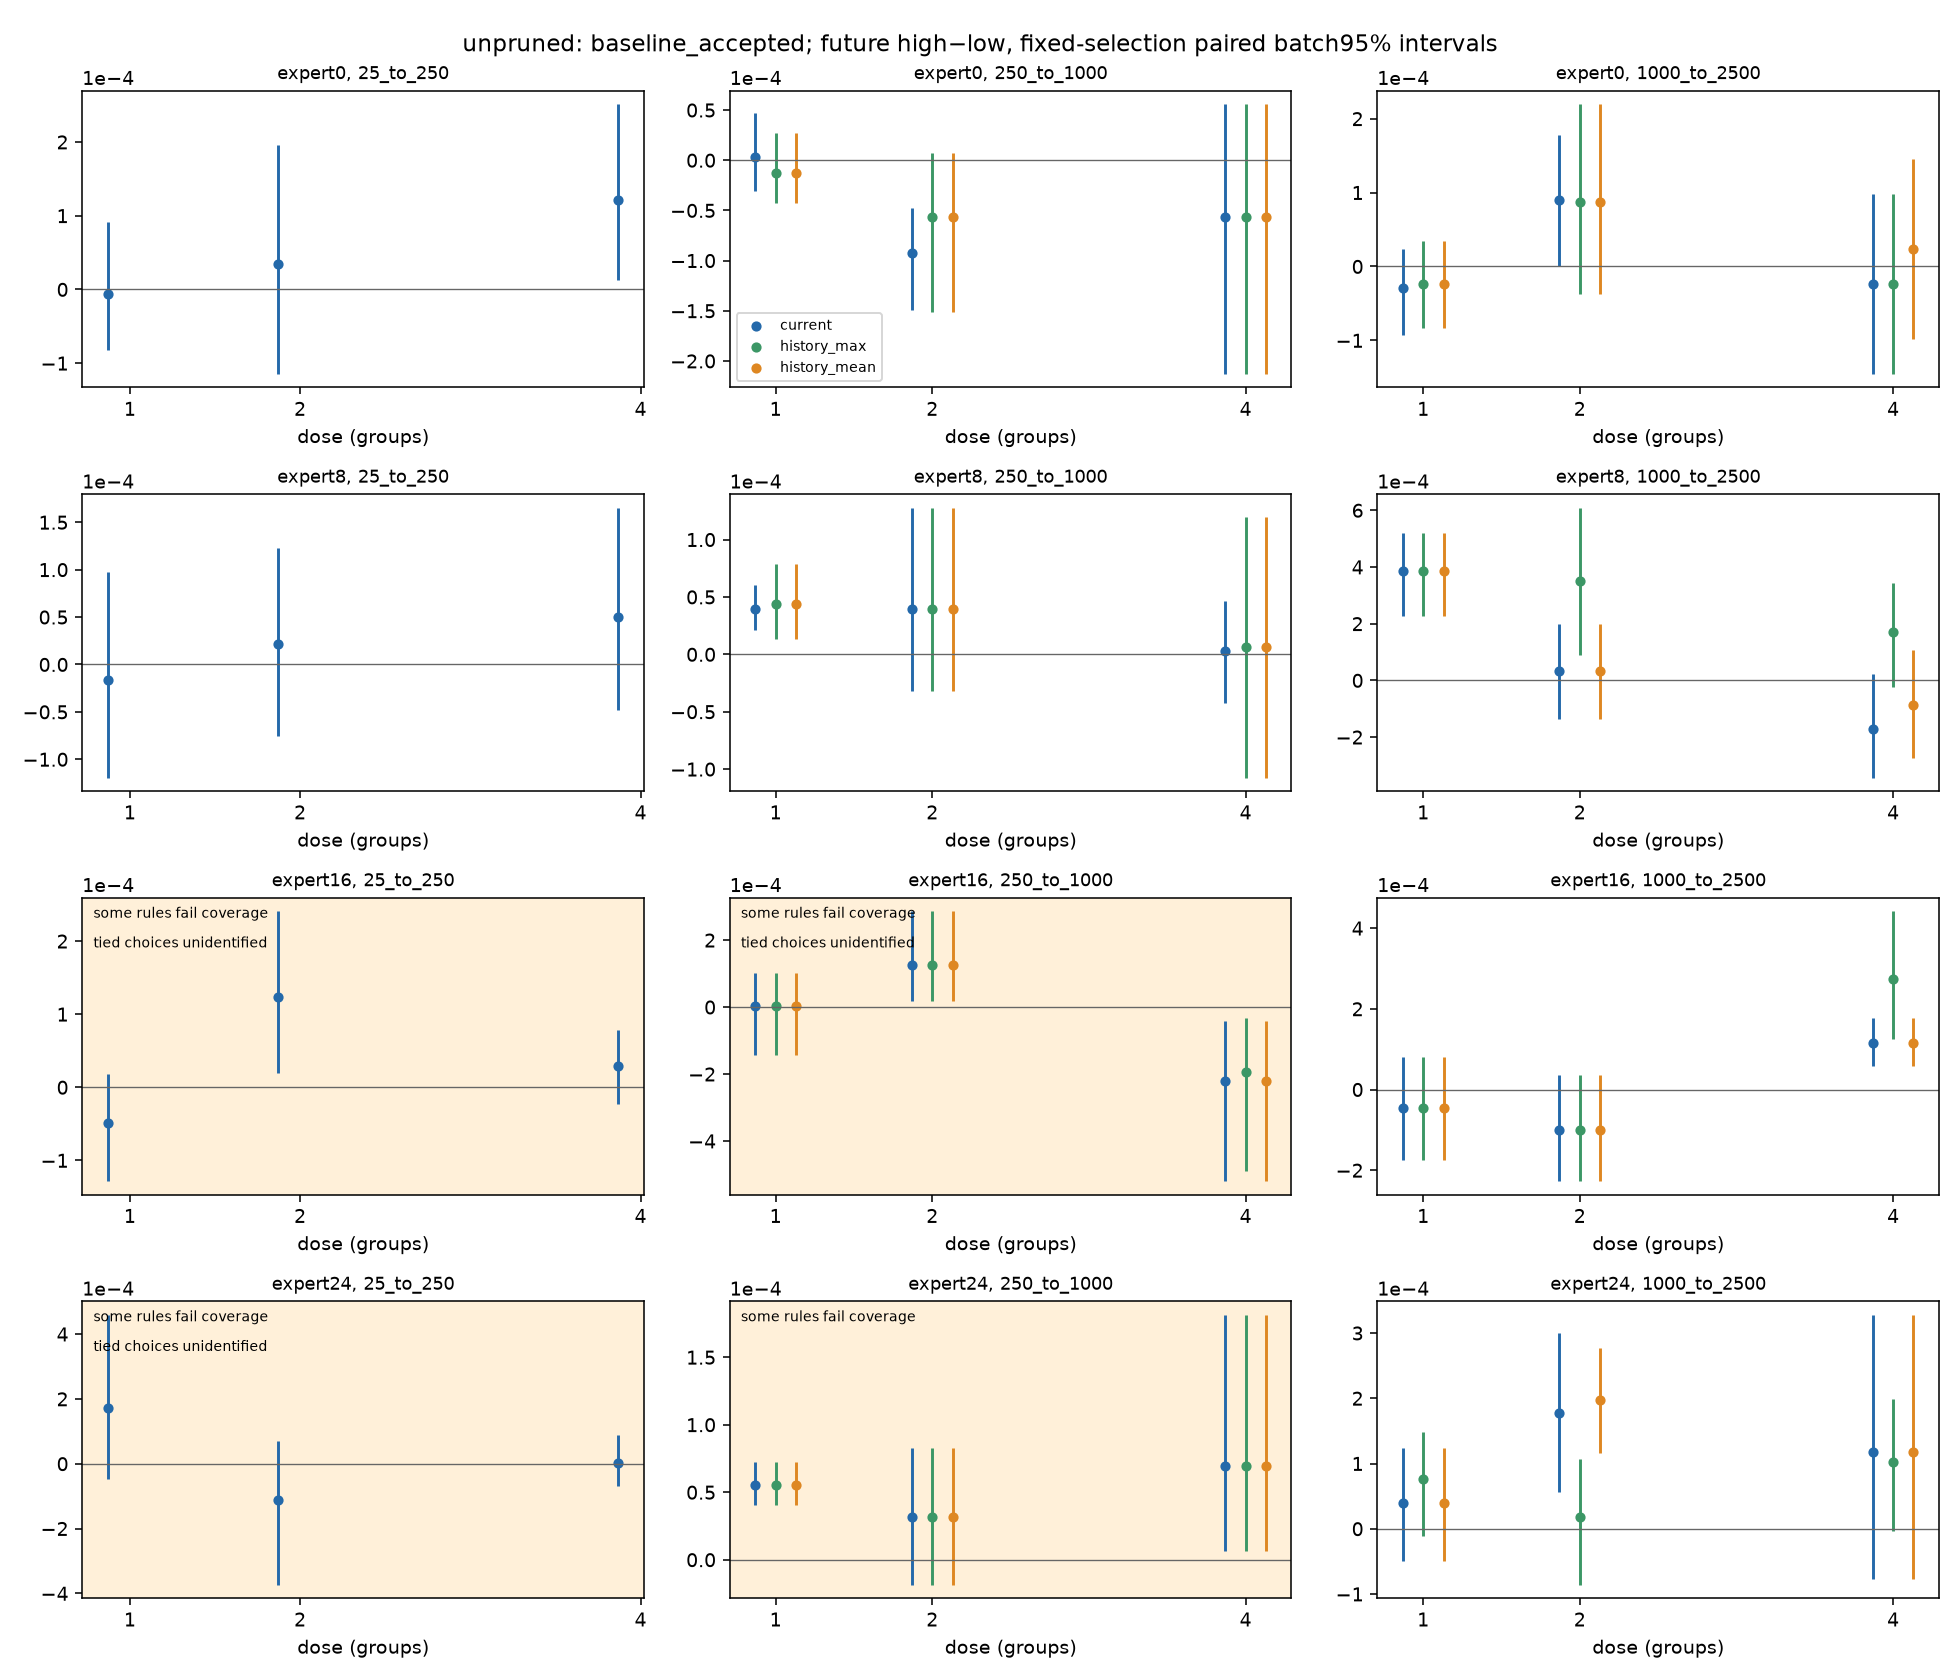 unpruned: baseline_accepted; future high−low, fixed-selection paired batch95% intervals
expert0, 25_to_250
1e−4
2
1
0
−1
1
2
4
dose (groups)
expert0, 250_to_1000
1e−4
0.5
0.0
−0.5
−1.0
−1.5
−2.0
current
history_max
history_mean
1
2
4
dose (groups)
expert0, 1000_to_2500
1e−4
2
1
0
−1
1
2
4
dose (groups)
expert8, 25_to_250
1e−4
1.5
1.0
0.5
0.0
−0.5
−1.0
1
2
4
dose (groups)
expert8, 250_to_1000
1e−4
1.0
0.5
0.0
−0.5
−1.0
1
2
4
dose (groups)
expert8, 1000_to_2500
1e−4
6
4
2
0
−2
1
2
4
dose (groups)
expert16, 25_to_250
1e−4
some rules fail coverage
tied choices unidentified
2
1
0
−1
1
2
4
dose (groups)
expert16, 250_to_1000
1e−4
some rules fail coverage
tied choices unidentified
2
0
−2
−4
1
2
4
dose (groups)
expert16, 1000_to_2500
1e−4
4
2
0
−2
1
2
4
dose (groups)
expert24, 25_to_250
1e−4
some rules fail coverage
tied choices unidentified
4
2
0
−2
−4
1
2
4
dose (groups)
expert24, 250_to_1000
1e−4
some rules fail coverage
1.5
1.0
0.5
0.0
1
2
4
dose (groups)
expert24, 1000_to_2500
1e−4
3
2
1
0
−1
1
2
4
dose (groups)